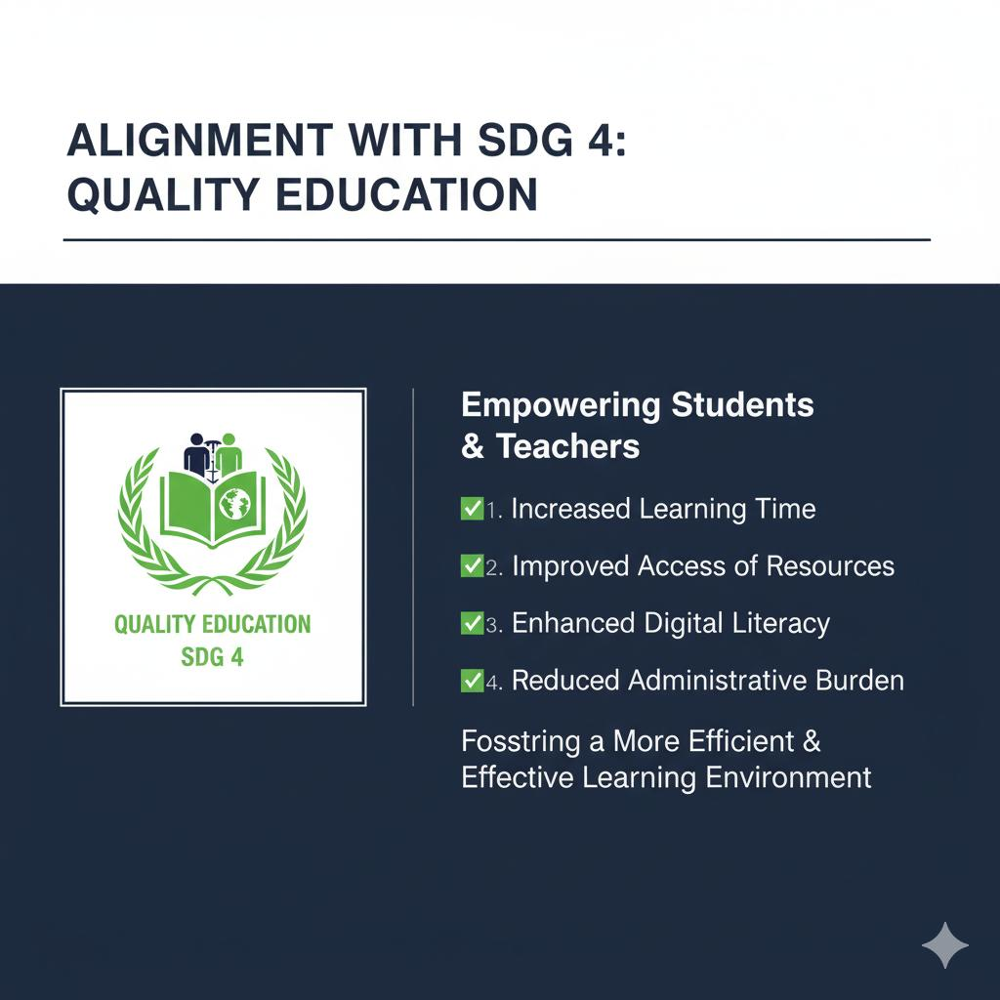 ALIGNMENT WITH SDG 4:
QUALITY EDUCATION
QUALITY EDUCATION
SDG 4
Empowering Students
& Teachers
✅1. Increased Learning Time
✅2. Improved Access of Resources
✅3. Enhanced Digital Literacy
✅4. Reduced Administrative Burden
Fosstring a More Efficient &
Effective Learning Environment